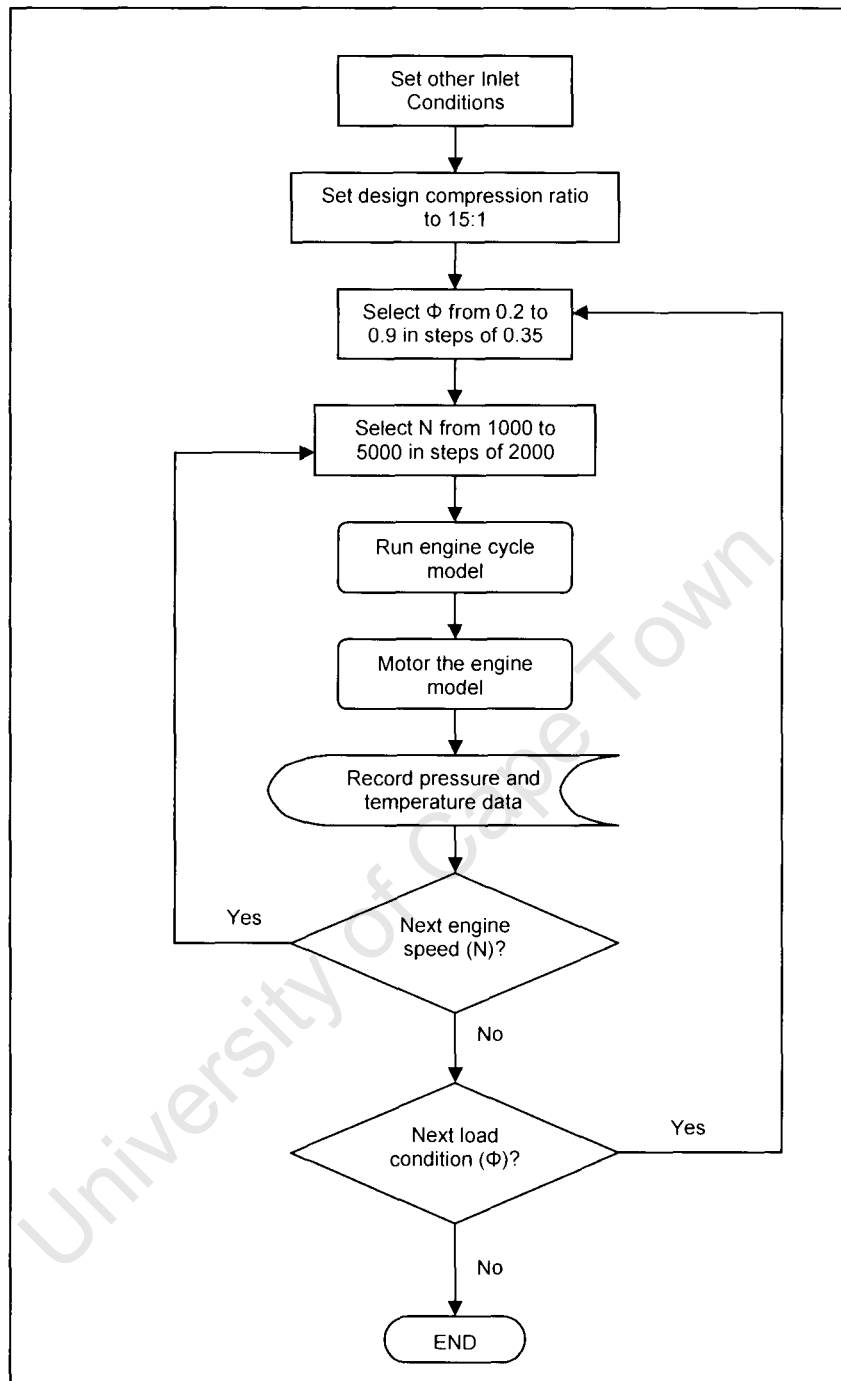 Set other Inlet
Conditions
Set design compression ratio
to 15:1
Select Φ from 0.2 to
0.9 in steps of 0.35
Select N from 1000 to
5000 in steps of 2000
Run engine cycle
model
Motor the engine
model
Record pressure and
temperature data
Yes
Next engine
speed (N)?
No
Next load
condition (Φ)?
Yes
No
END
University of Cape Town